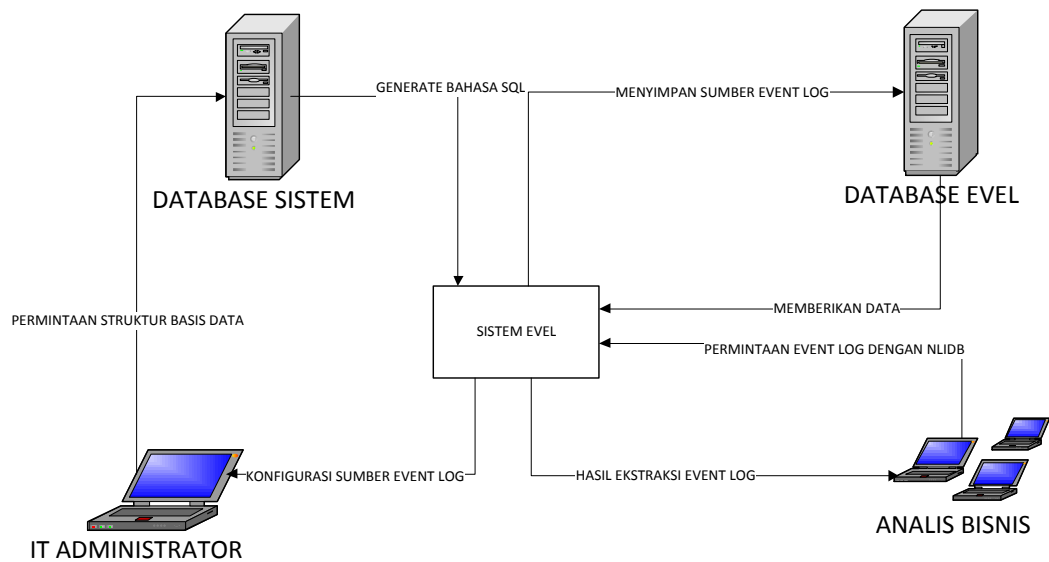 GENERATE BAHASA SQL
MENYIMPAN SUMBER EVENT LOG
DATABASE SISTEM
DATABASE EVEL
MEMBERIKAN DATA
PERMINTAAN STRUKTUR BASIS DATA
SISTEM EVEL
PERMINTAAN EVENT LOG DENGAN NLIDB
KONFIGURASI SUMBER EVENT LOG
HASIL EKSTRAKSI EVENT LOG
IT ADMINISTRATOR
ANALIS BISNIS